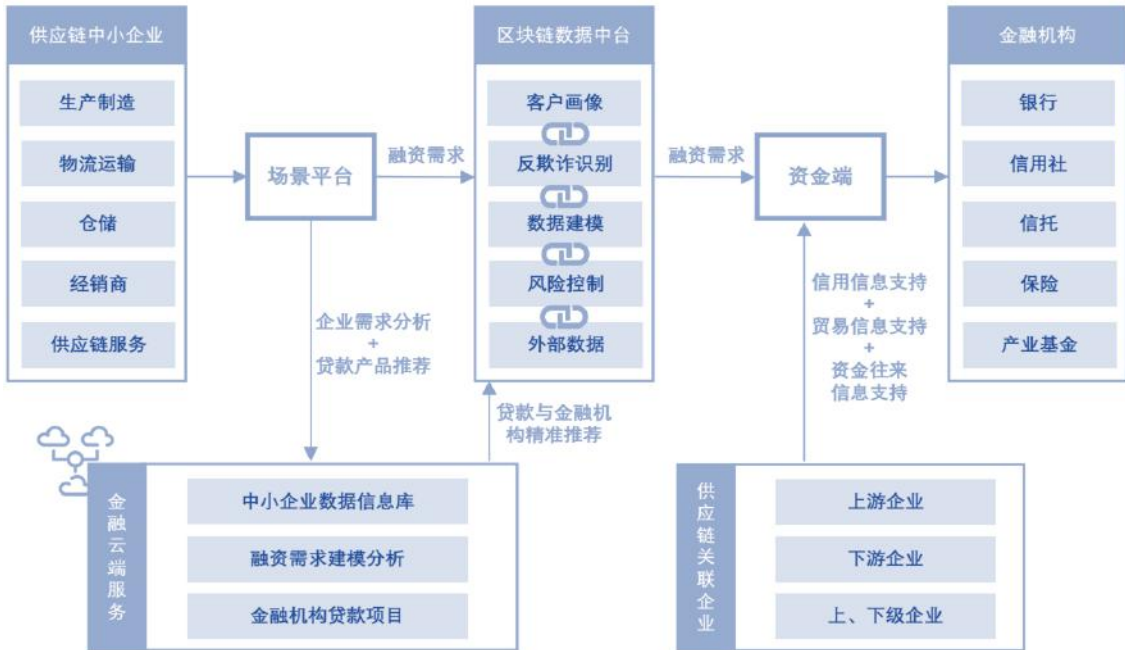 供应链中小企业
生产制造
物流运输
仓储
经销商
供应链服务
场景平台
融资需求
企业需求分析
+
贷款产品推荐
区块链数据中台
客户画像
反欺诈识别
数据建模
风险控制
外部数据
融资需求
资金端
金融机构
银行
信用社
信托
保险
产业基金
信用信息支持
+
贸易信息支持
+
资金往来
信息支持
贷款与金融机
构精准推荐
金融云端服务
中小企业数据信息库
融资需求建模分析
金融机构贷款项目
供应链关联企业
上游企业
下游企业
上、下级企业